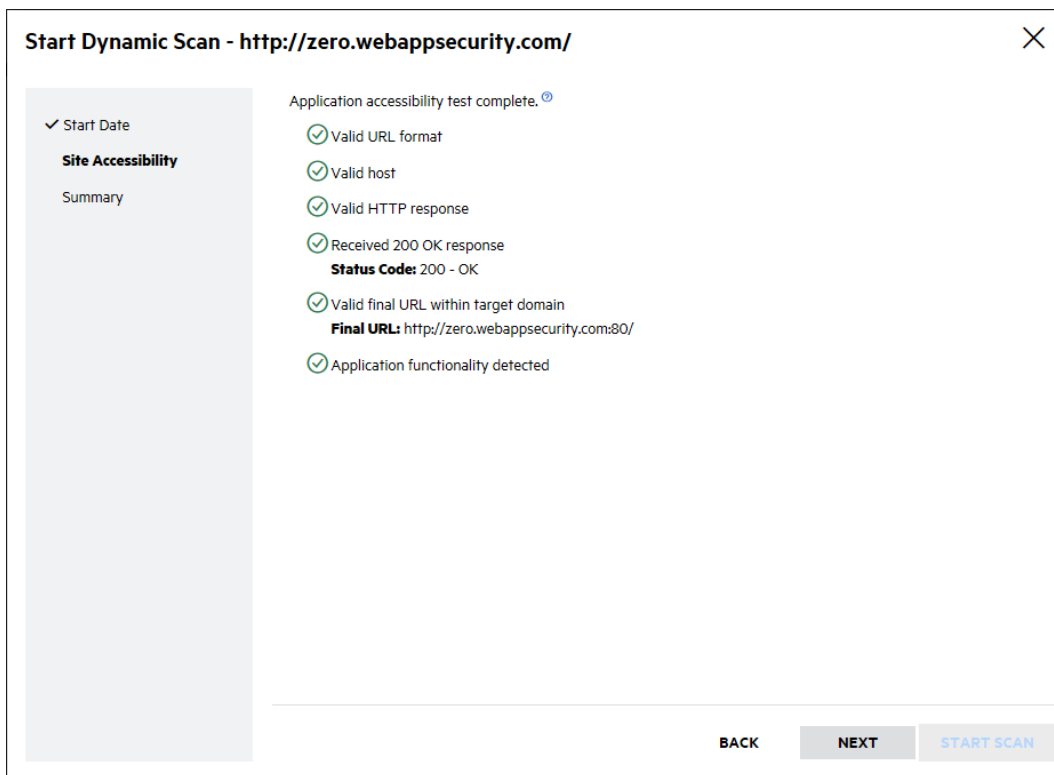 Start Dynamic Scan - http://zero.webappsecurity.com/
Start Date
Site Accessibility
Summary
Application accessibility test complete.
Valid URL format
Valid host
Valid HTTP response
Received 200 OK response
Status Code: 200 - OK
Valid final URL within target domain
Final URL: http://zero.webappsecurity.com:80/
Application functionality detected
BACK NEXT START SCAN